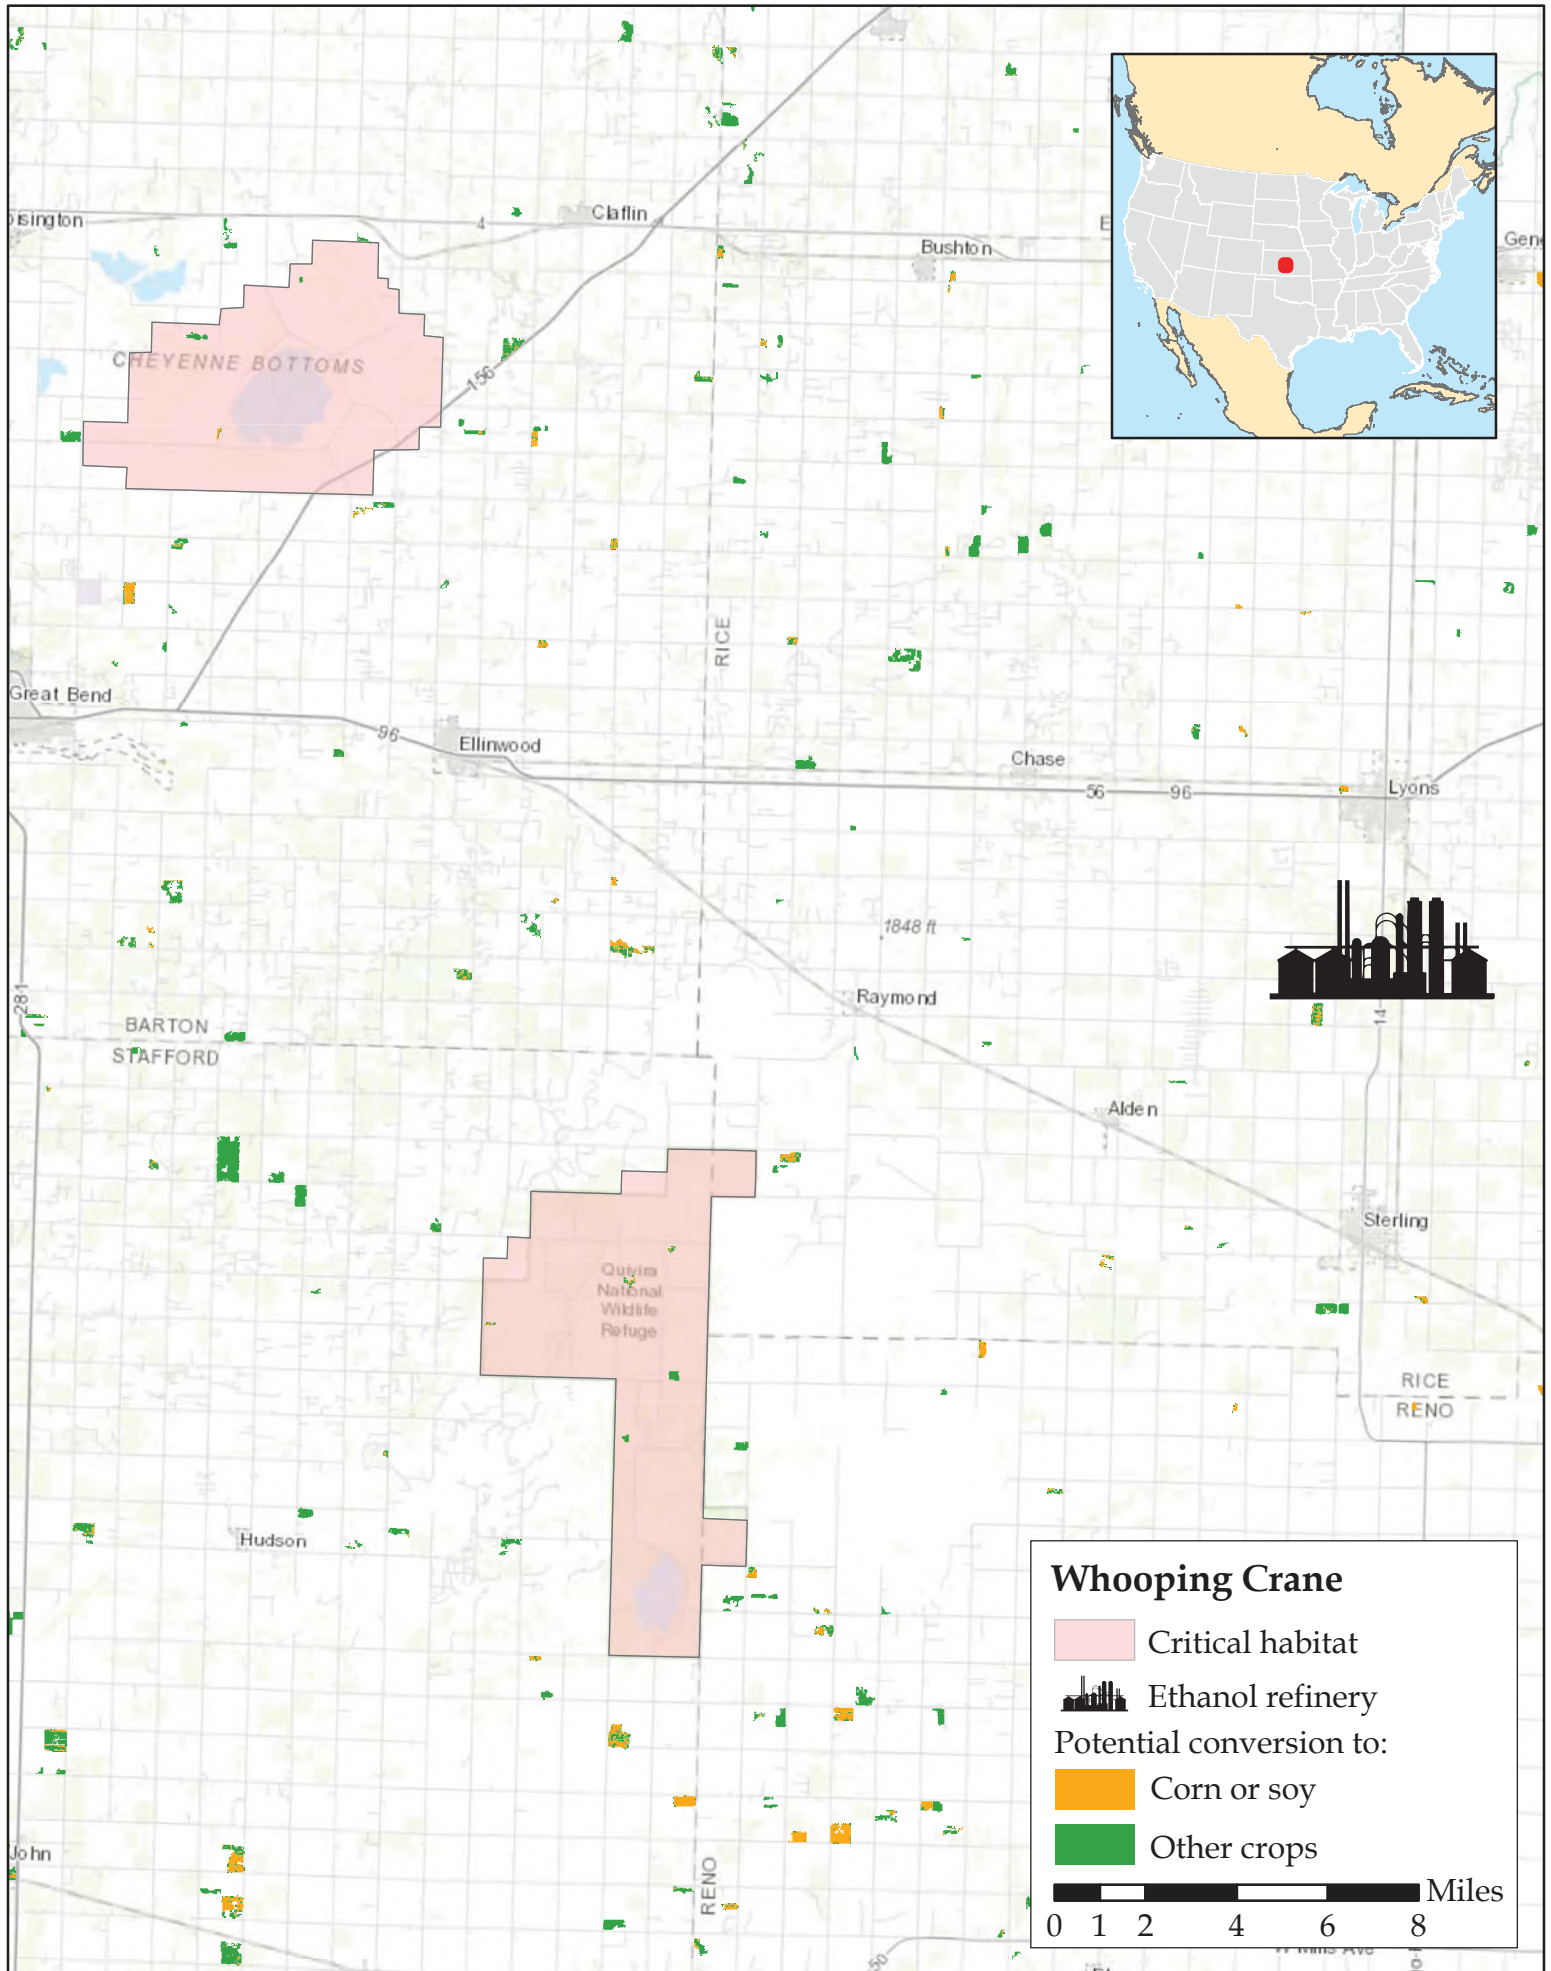 Claflin
4
Bushton
CHEYENNE BOTTOMS
156
RICE
Great Bend
96
Ellinwood
Chase
56
96
Lyons
1848 ft
Raymond
281
14
BARTON
STAFFORD
Alden
Sterling
Quivira
National
Wildlife
Refuge
RICE
RENO
Hudson
Whooping Crane
Critical habitat
Ethanol refinery
Potential conversion to:
Corn or soy
Other crops
Miles
0 1 2 4 6 8
John
RENO
50